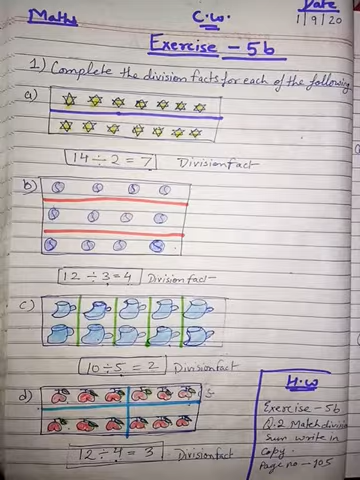 Maths C.W. Date
1/9/20
Exercise - 5b
1) Complete the division facts for each of the following
a)
14 ÷ 2 = 7 Division fact
b)
12 ÷ 3 = 4 Division fact
c)
10 ÷ 5 = 2 Division fact
d)
12 ÷ 4 = 3 Division fact
H.W
Exercise - 5b
Q.2 Match division
sum write in
copy.
Page no - 105